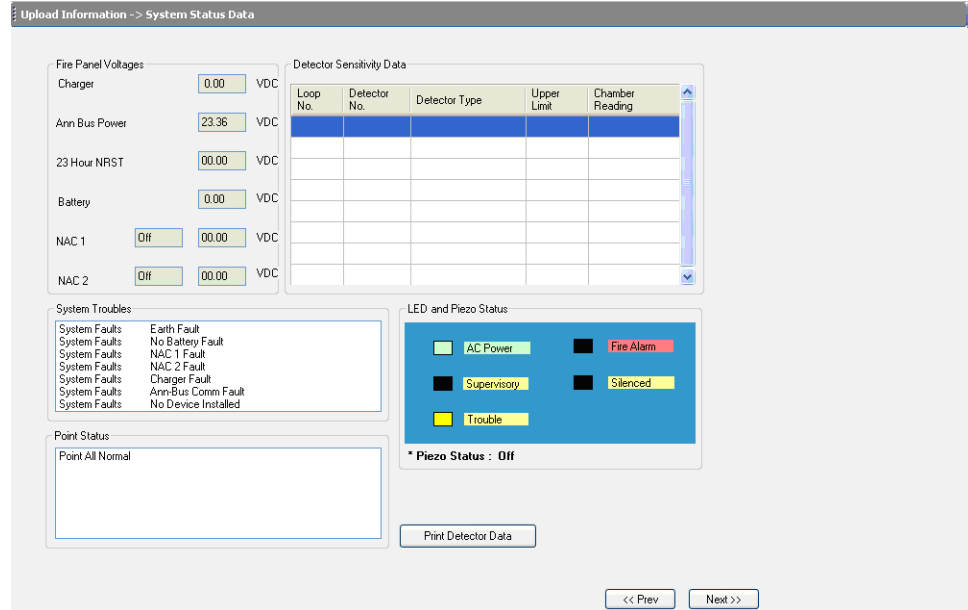 Upload Information -> System Status Data
Fire Panel Voltages
Charger 0.00 VDC
Ann Bus Power 23.36 VDC
23 Hour NRST 00.00 VDC
Battery 0.00 VDC
NAC 1 Off 00.00 VDC
NAC 2 Off 00.00 VDC
Detector Sensitivity Data
Loop No. Detector No. Detector Type Upper Limit Chamber Reading
System Troubles
System Faults Earth Fault
System Faults No Battery Fault
System Faults NAC 1 Fault
System Faults NAC 2 Fault
System Faults Charger Fault
System Faults Ann-Bus Comm Fault
System Faults No Device Installed
LED and Piezo Status
AC Power Fire Alarm
Supervisory Silenced
Trouble
* Piezo Status : Off
Point Status
Point All Normal
Print Detector Data
<< Prev Next >>